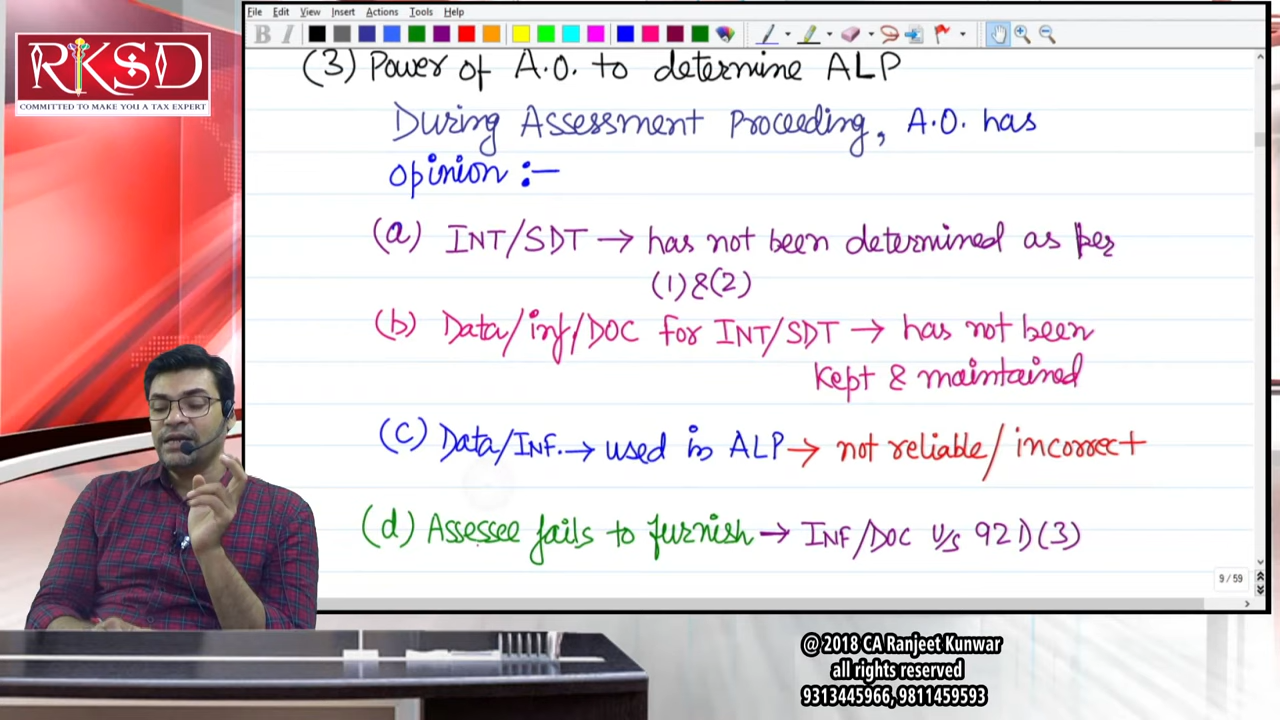 File Edit View Insert Actions Tools Help
B I
RKSD
COMMITTED TO MAKE YOU A TAX EXPERT
(3) Power of A.O. to determine ALP
During Assessment Proceeding, A.O. has
opinion :-
(a) INT/SDT → has not been determined as per
(1)&(2)
(b) Data/inf/DOC for INT/SDT → has not been
kept & maintained
(c) Data/INF. → used in ALP → not reliable/incorrect
(d) Assessee fails to furnish → INF/DOC U/S 92D(3)
9 / 59
@ 2018 CA Ranjeet Kunwar
all rights reserved
9313445966, 9811459593